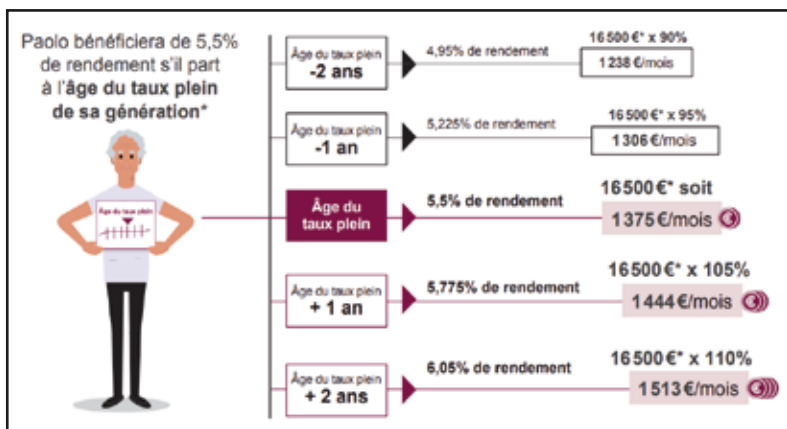 Paolo bénéficiera de 5,5%
de rendement s'il part
à l'âge du taux plein
de sa génération*
Âge du taux plein
Âge du taux plein
-2 ans
4,95% de rendement
16 500 €* x 90%
1 238 €/mois
Âge du taux plein
-1 an
5,225% de rendement
16 500 €* x 95%
1 306 €/mois
Âge du
taux plein
5,5% de rendement
16 500 €* soit
1 375 €/mois
Âge du taux plein
+ 1 an
5,775% de rendement
16 500 €* x 105%
1 444 €/mois
Âge du taux plein
+ 2 ans
6,05% de rendement
16 500 €* x 110%
1 513 €/mois